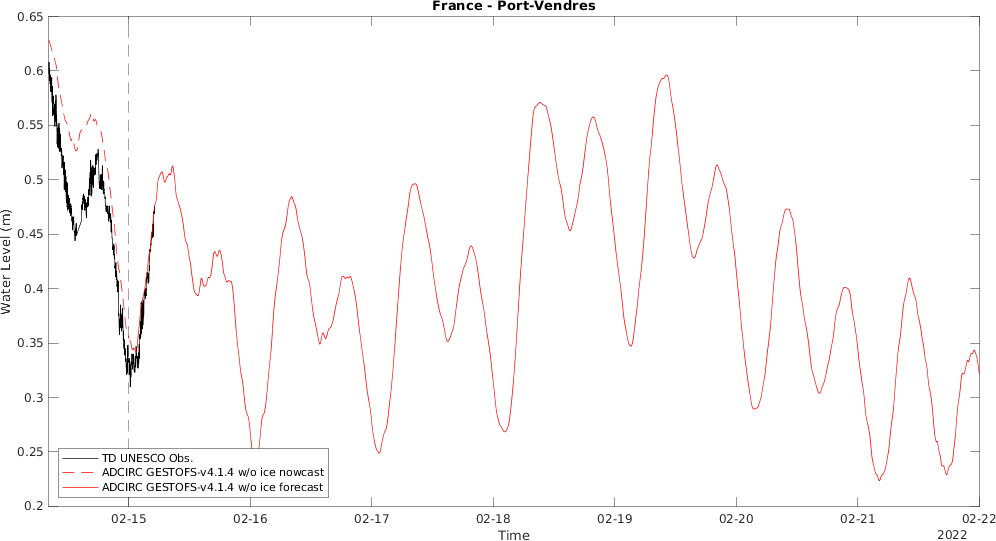 France - Port-Vendres
0.65
0.6
0.55
0.5
0.45
0.4
0.35
0.3
0.25
0.2
Water Level (m)
TD UNESCO Obs.
ADCIRC GESTOFS-v4.1.4 w/o ice nowcast
ADCIRC GESTOFS-v4.1.4 w/o ice forecast
02-15 02-16 02-17 02-18 02-19 02-20 02-21 02-22
Time
2022